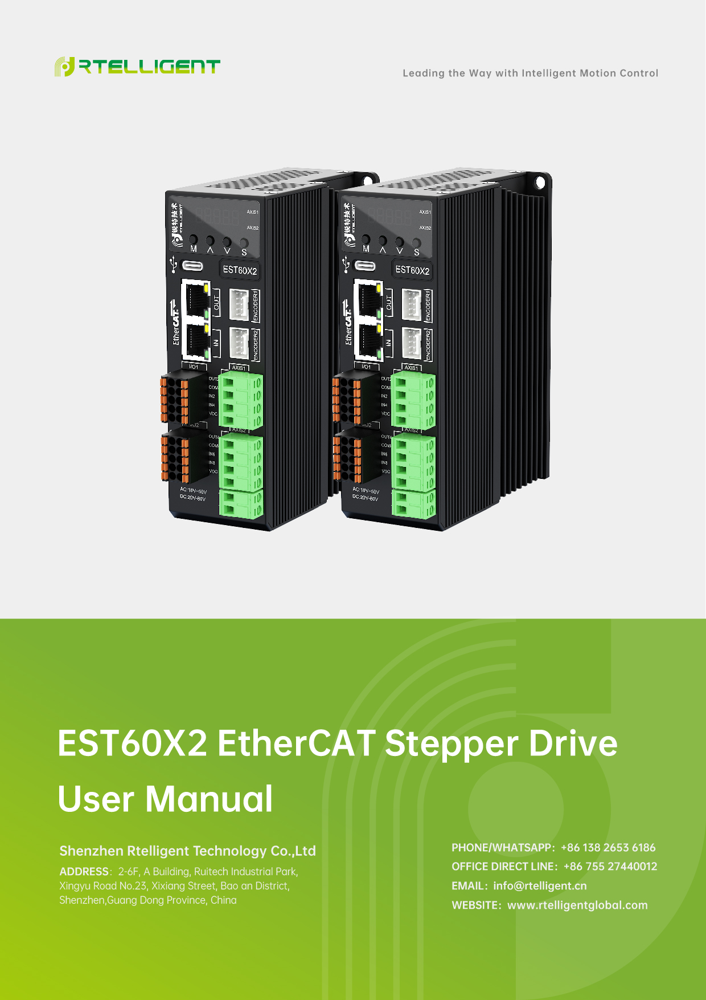 RTELLIGENT
Leading the Way with Intelligent Motion Control
锐特技术
RTELLIGENT
AXIS1
AXIS2
M
S
EST60X2
OUT
ENCODER1
EtherCAT
IN
ENCODER2
I/O1
AXIS1
OUT2
COM
IN2
IN4
VDC
AXIS2
OUT4
COM
IN6
IN8
VDC
AC:18V~50V
DC:20V-80V
锐特技术
RTELLIGENT
AXIS1
AXIS2
M
S
EST60X2
OUT
ENCODER1
EtherCAT
IN
ENCODER2
I/O1
AXIS1
OUT2
COM
IN2
IN4
VDC
AXIS2
OUT4
COM
IN6
IN8
VDC
AC:18V~50V
DC:20V-80V
EST60X2 EtherCAT Stepper Drive
User Manual
Shenzhen Rtelligent Technology Co.,Ltd
ADDRESS: 2-6F, A Building, Ruitech Industrial Park,
Xingyu Road No.23, Xixiang Street, Bao an District,
Shenzhen,Guang Dong Province, China
PHONE/WHATSAPP: +86 138 2653 6186
OFFICE DIRECT LINE: +86 755 27440012
EMAIL: info@rtelligent.cn
WEBSITE: www.rtelligentglobal.com